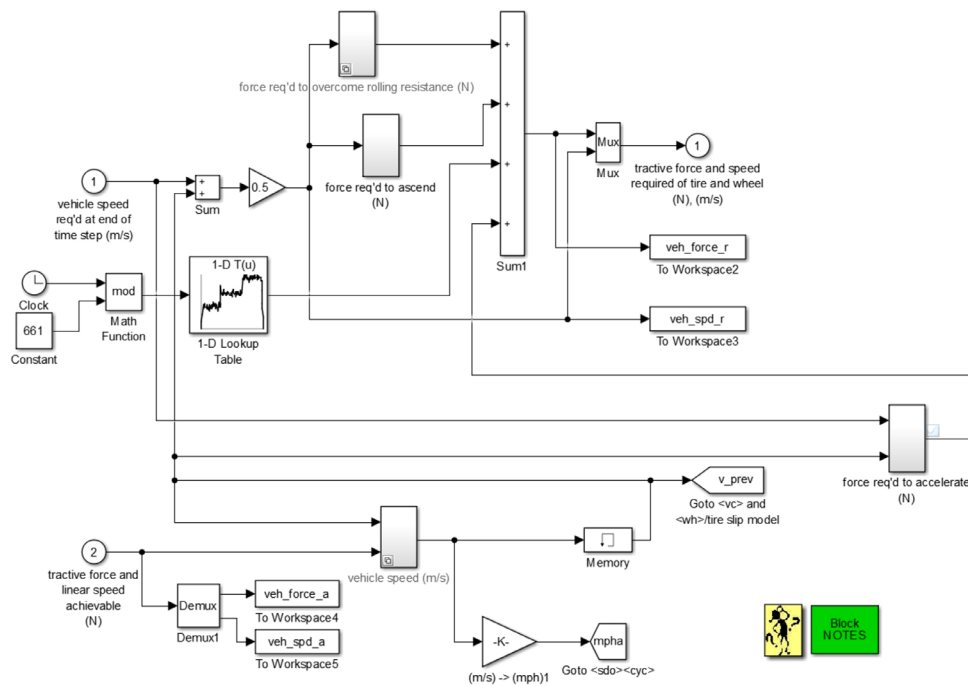 +
force req'd to overcome rolling resistance (N)
+
force req'd to ascend
(N)
1
vehicle speed
req'd at end of
time step (m/s)
+
+
Sum
0.5
+
+
Sum1
Mux
Mux
1
tractive force and speed
required of tire and wheel
(N), (m/s)
veh_force_r
To Workspace2
veh_spd_r
To Workspace3
Clock
661
Constant
mod
Math
Function
1-D T(u)
1-D Lookup
Table
force req'd to accelerate
(N)
v_prev
Goto <vc> and
<wh>/tire slip model
2
tractive force and
linear speed
achievable
(N)
vehicle speed (m/s)
Memory
Demux
Demux1
veh_force_a
To Workspace4
veh_spd_a
To Workspace5
-K-
(m/s) -> (mph)1
mpha
Goto <sdo><cyc>
Block
NOTES